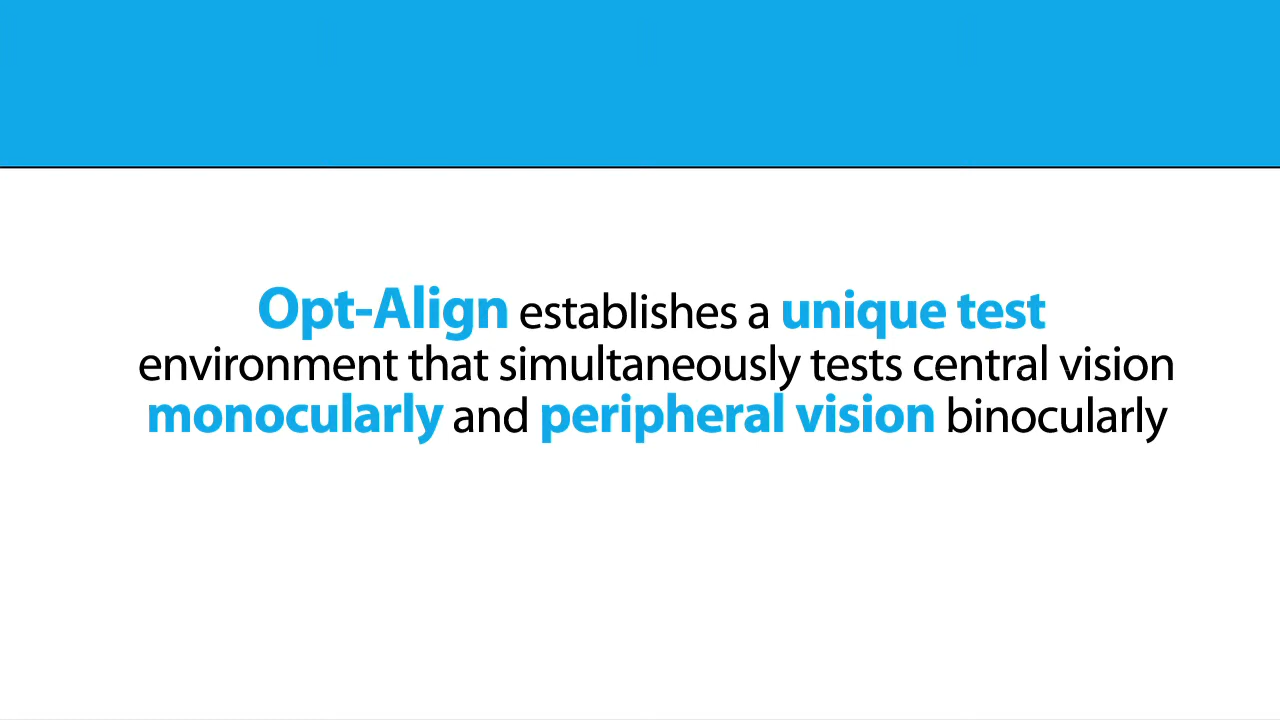 Opt-Align establishes a unique test
environment that simultaneously tests central vision
monocularly and peripheral vision binocularly